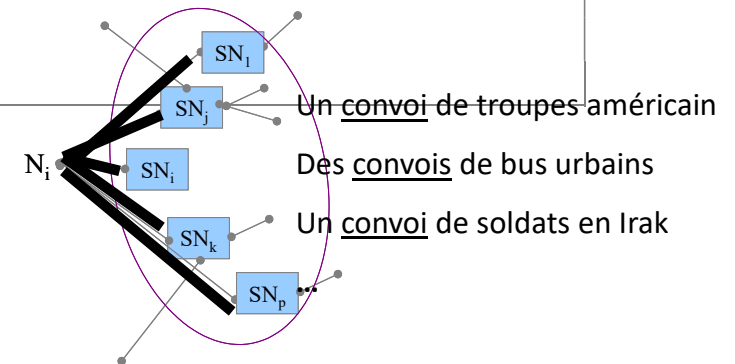 SN1
SNj
Un convoi de troupes américain
Ni
SNi
Des convois de bus urbains
SNk
Un convoi de soldats en Irak
SNp
...